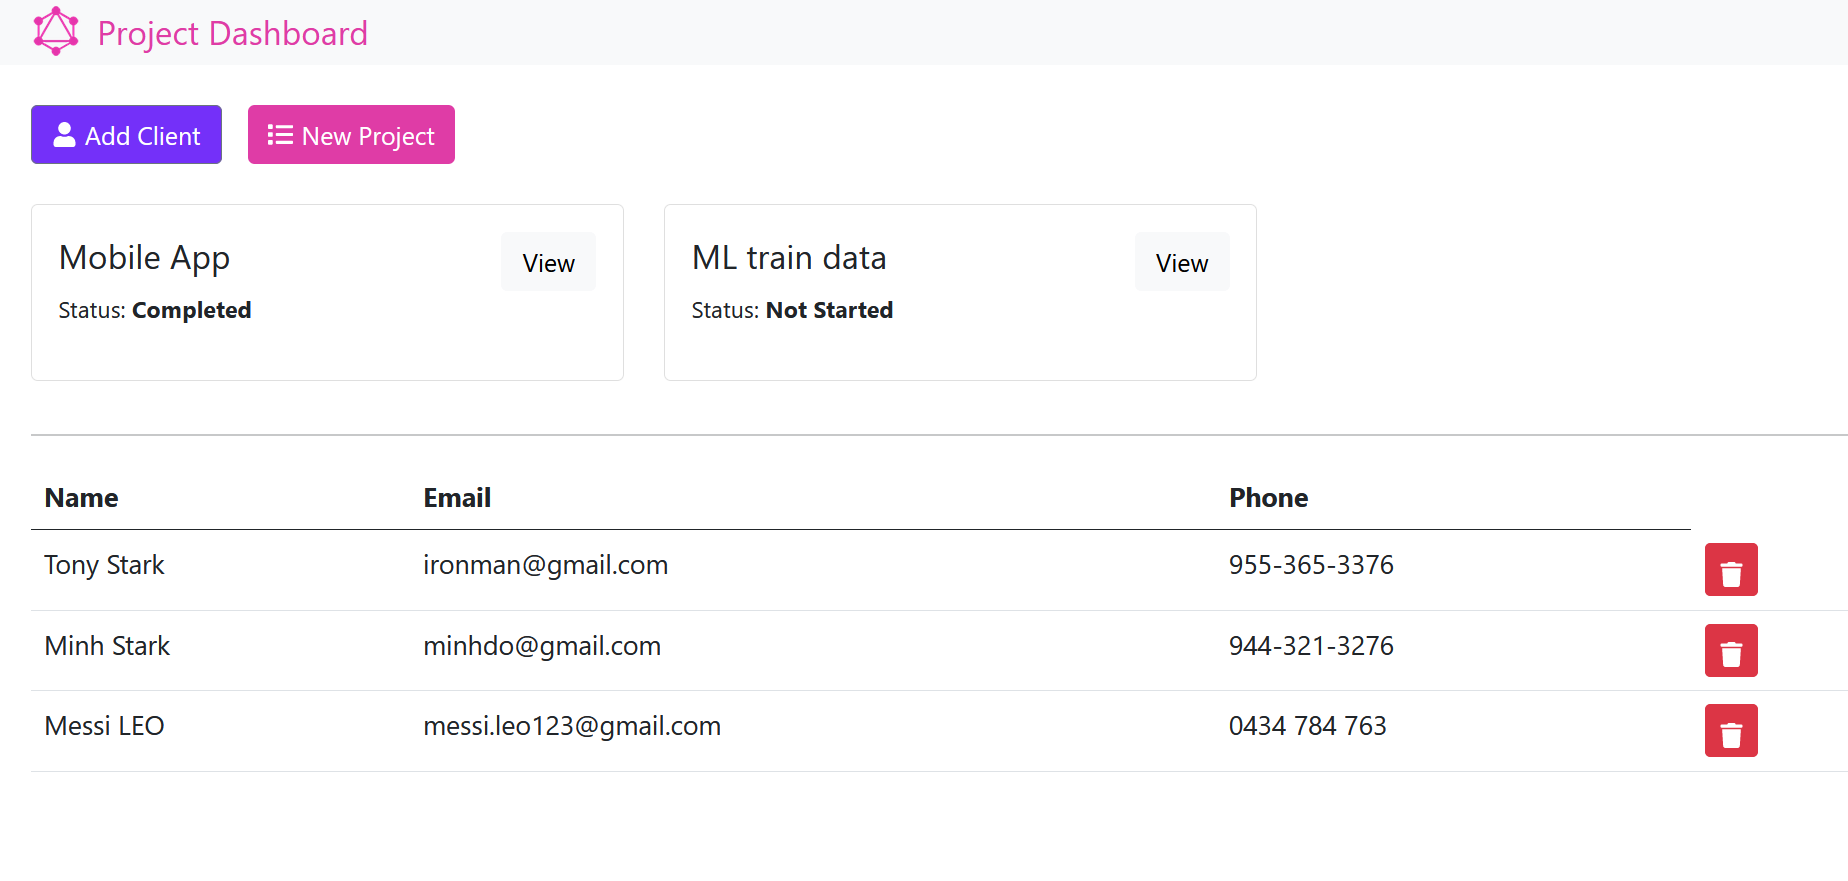 Project Dashboard
Add Client New Project
Mobile App View ML train data View
Status: Completed Status: Not Started
Name Email Phone
Tony Stark ironman@gmail.com 955-365-3376
Minh Stark minhdo@gmail.com 944-321-3276
Messi LEO messi.leo123@gmail.com 0434 784 763